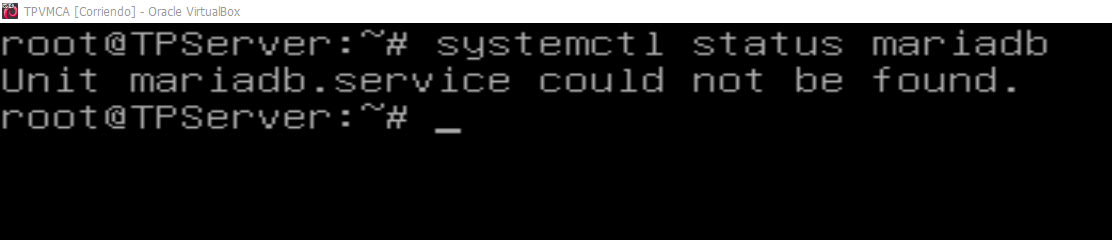 TPVMCA [Corriendo] - Oracle VirtualBox
root@TPServer:~# systemctl status mariadb
Unit mariadb.service could not be found.
root@TPServer:~# _